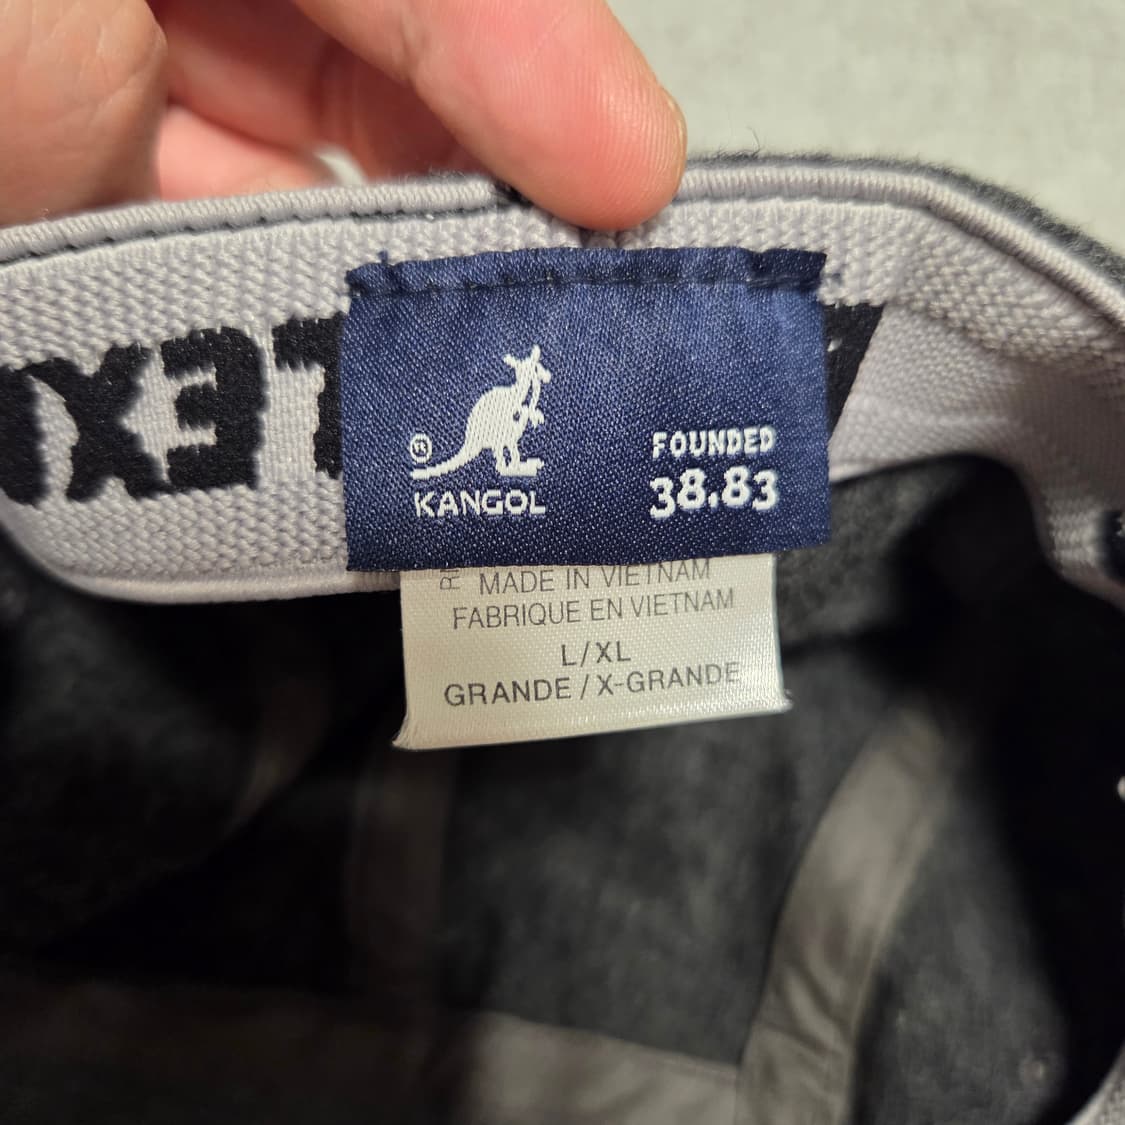 KANGOL
FOUNDED
38.83
MADE IN VIETNAM
FABRIQUE EN VIETNAM
L/XL
GRANDE / X-GRANDE